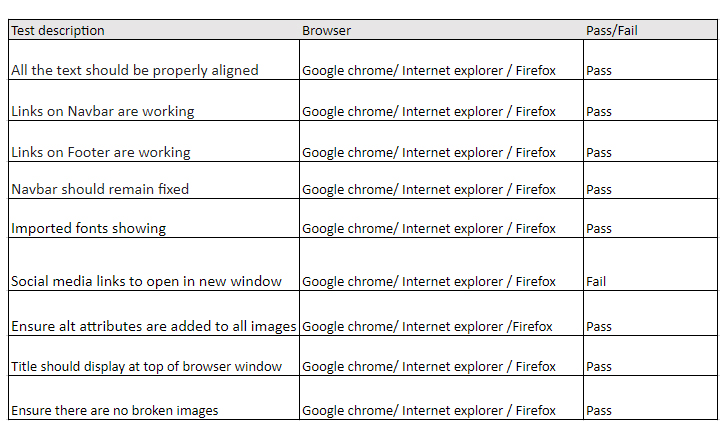 Test description Browser Pass/Fail
All the text should be properly aligned Google chrome/ Internet explorer / Firefox Pass
Links on Navbar are working Google chrome/ Internet explorer / Firefox Pass
Links on Footer are working Google chrome/ Internet explorer / Firefox Pass
Navbar should remain fixed Google chrome/ Internet explorer / Firefox Pass
Imported fonts showing Google chrome/ Internet explorer / Firefox Pass
Social media links to open in new window Google chrome/ Internet explorer / Firefox Fail
Ensure alt attributes are added to all images Google chrome/ Internet explorer /Firefox Pass
Title should display at top of browser window Google chrome/ Internet explorer / Firefox Pass
Ensure there are no broken images Google chrome/ Internet explorer / Firefox Pass